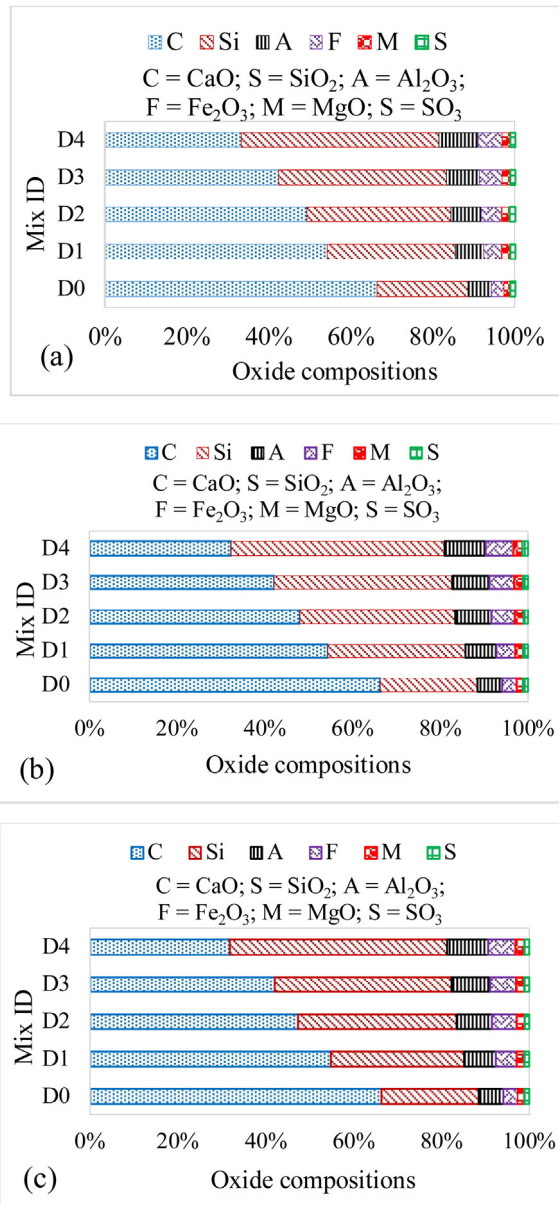 C Si A F M S
C = CaO; S = SiO₂; A = Al₂O₃;
F = Fe₂O₃; M = MgO; S = SO₃
D4
D3
D2
D1
D0
Mix ID
0% 20% 40% 60% 80% 100%
(a)
Oxide compositions
C Si A F M S
C = CaO; S = SiO₂; A = Al₂O₃;
F = Fe₂O₃; M = MgO; S = SO₃
D4
D3
D2
D1
D0
Mix ID
0% 20% 40% 60% 80% 100%
(b)
Oxide compositions
C Si A F M S
C = CaO; S = SiO₂; A = Al₂O₃;
F = Fe₂O₃; M = MgO; S = SO₃
D4
D3
D2
D1
D0
Mix ID
0% 20% 40% 60% 80% 100%
(c)
Oxide compositions